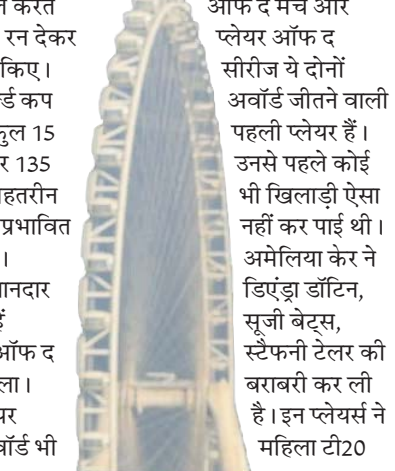 न करते
रन देकर
किए।
र्ल्ड कप
कुल 15
र 135
हतरीन
प्रभावित
।
ानदार
ऑफ द
ला।
यर
वॉर्ड भी
ऑफ द मैच और
प्लेयर ऑफ द
सीरीज ये दोनों
अवॉर्ड जीतने वाली
पहली प्लेयर हैं।
उनसे पहले कोई
भी खिलाड़ी ऐसा
नहीं कर पाई थी।
अमेलिया केर ने
डिएंड्रा डॉटिन,
सूजी बेट्स,
स्टैफनी टेलर की
बराबरी कर ली
है। इन प्लेयर्स ने
महिला टी20